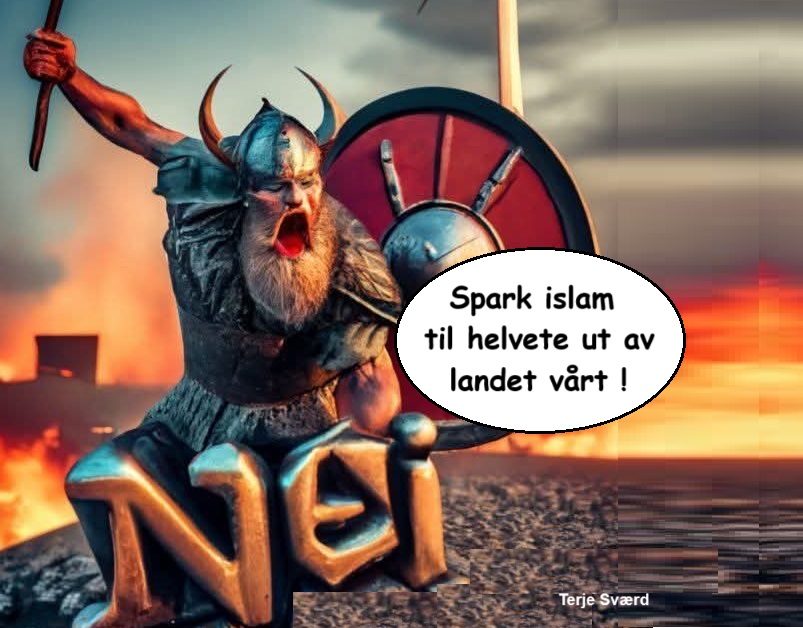 Spark islam
til helvete ut av
landet vårt !
Nei
Terje Sværd